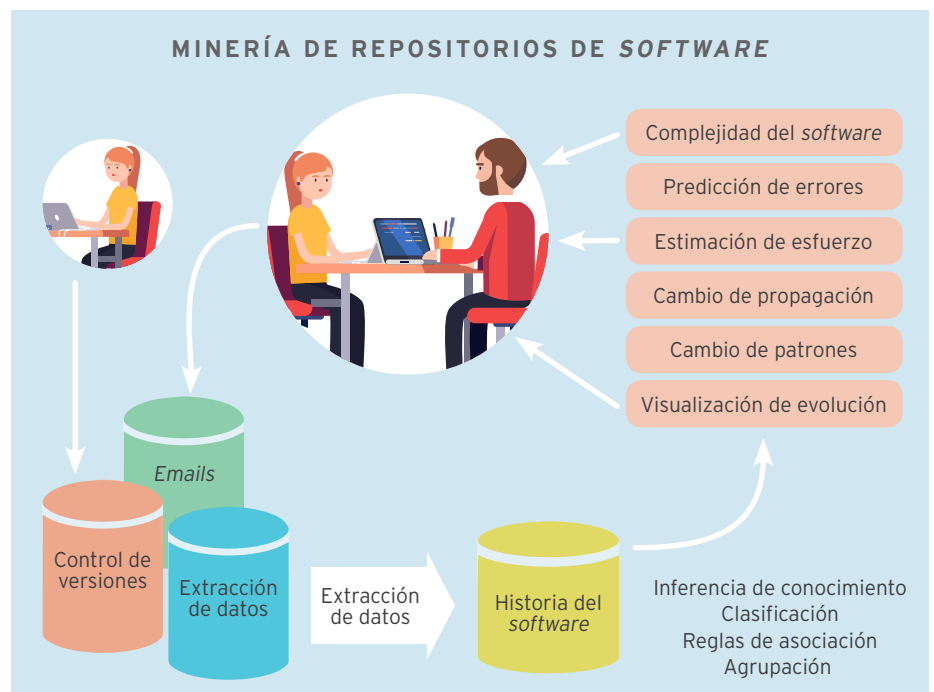 MINERÍA DE REPOSITORIOS DE SOFTWARE
Complejidad del software
Predicción de errores
Estimación de esfuerzo
Cambio de propagación
Cambio de patrones
Visualización de evolución
Emails
Control de
versiones
Extracción
de datos
Extracción
de datos
Historia del
software
Inferencia de conocimiento
Clasificación
Reglas de asociación
Agrupación